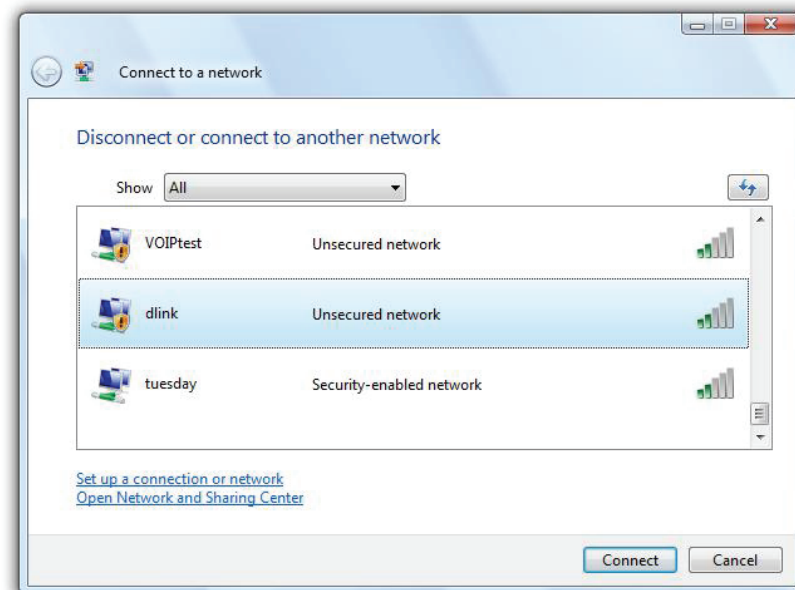 Connect to a network
Disconnect or connect to another network
Show All
VOIPtest Unsecured network
dlink Unsecured network
tuesday Security-enabled network
Set up a connection or network
Open Network and Sharing Center
Connect Cancel